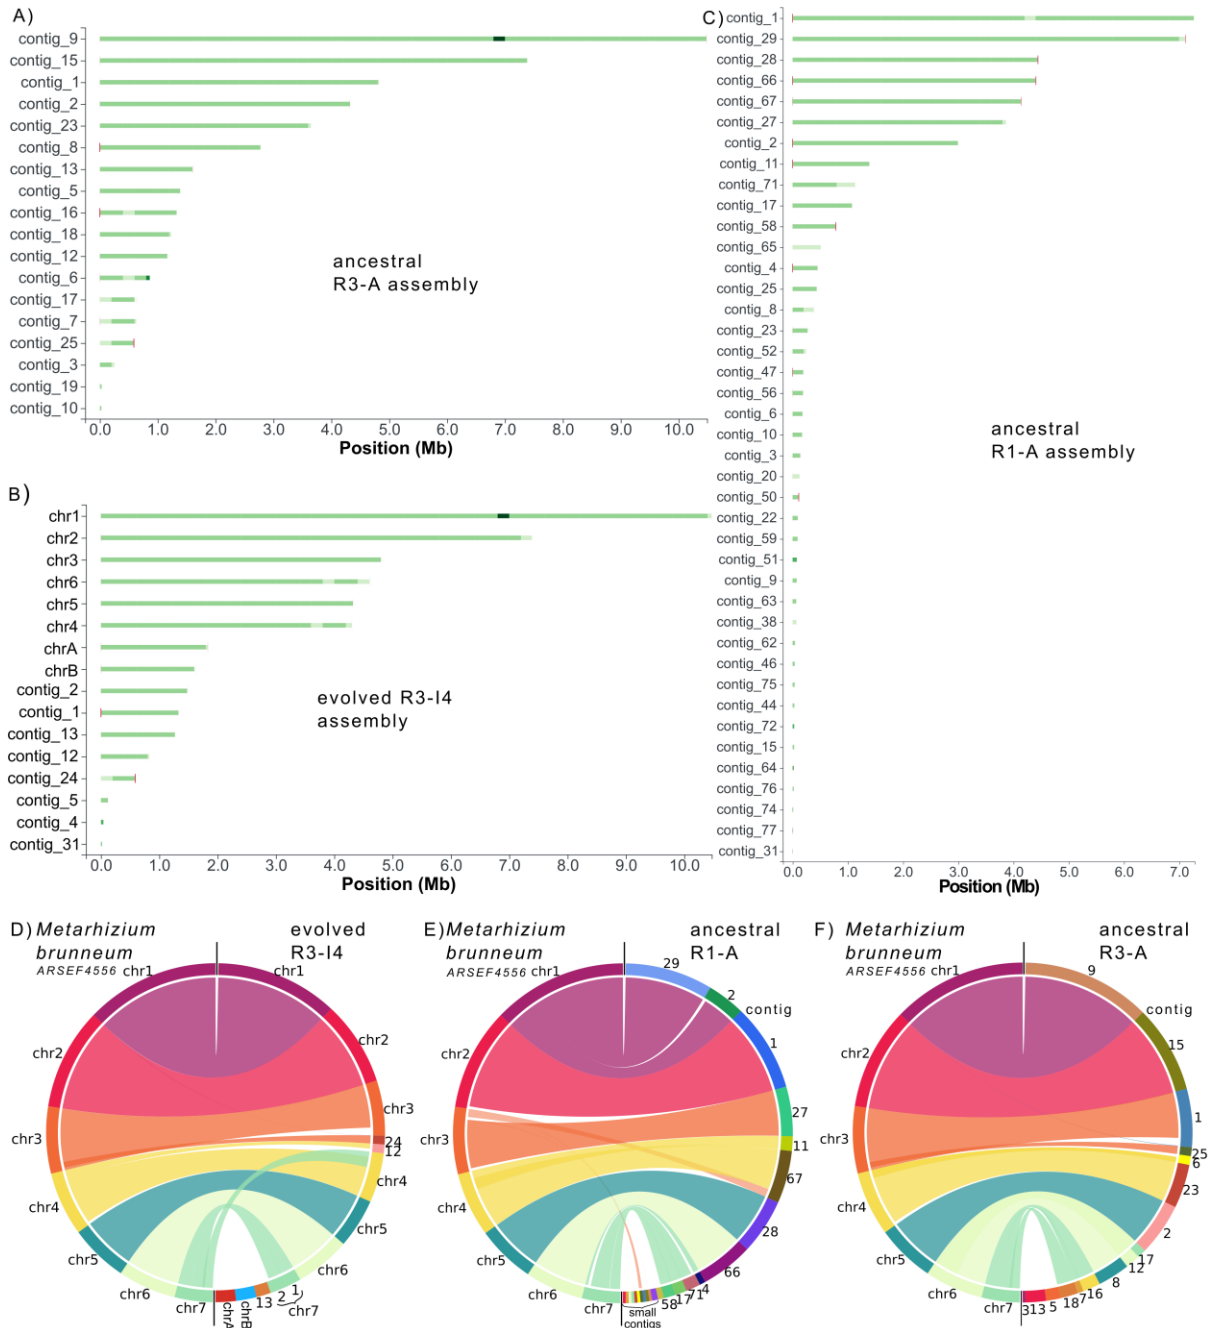 A)
contig_9
contig_15
contig_1
contig_2
contig_23
contig_8
contig_13
contig_5
contig_16
contig_18
contig_12
contig_6
contig_17
contig_7
contig_25
contig_3
contig_19
contig_10
ancestral
R3-A assembly
0.0 1.0 2.0 3.0 4.0 5.0 6.0 7.0 8.0 9.0 10.0
Position (Mb)
B)
chr1
chr2
chr3
chr6
chr5
chr4
chrA
chrB
contig_2
contig_1
contig_13
contig_12
contig_24
contig_5
contig_4
contig_31
evolved R3-I4
assembly
0.0 1.0 2.0 3.0 4.0 5.0 6.0 7.0 8.0 9.0 10.0
Position (Mb)
C)
contig_1
contig_29
contig_28
contig_66
contig_67
contig_27
contig_2
contig_11
contig_71
contig_17
contig_58
contig_65
contig_4
contig_25
contig_8
contig_23
contig_52
contig_47
contig_56
contig_6
contig_10
contig_3
contig_20
contig_50
contig_22
contig_59
contig_51
contig_9
contig_63
contig_38
contig_62
contig_46
contig_75
contig_44
contig_72
contig_15
contig_64
contig_76
contig_74
contig_77
contig_31
ancestral
R1-A assembly
0.0 1.0 2.0 3.0 4.0 5.0 6.0 7.0
Position (Mb)
D) Metarhizium
brunneum
ARSEF4556 chr1
evolved
R3-I4
chr1
chr2
chr3
24
12
chr4
chr5
chr6
1
2
chr7
13
chrB
chrA
chr7
chr6
chr5
chr4
chr3
chr2
E) Metarhizium
brunneum
ARSEF4556 chr1
ancestral
R1-A
29
2
contig
1
27
11
67
28
66
4
71
17
58
small
contigs
chr7
chr6
chr5
chr4
chr3
chr2
F) Metarhizium
brunneum
ARSEF4556 chr1
ancestral
R3-A
9
contig
15
1
25
6
23
2
17
12
8
16
7
18
5
13
3
chr7
chr6
chr5
chr4
chr3
chr2